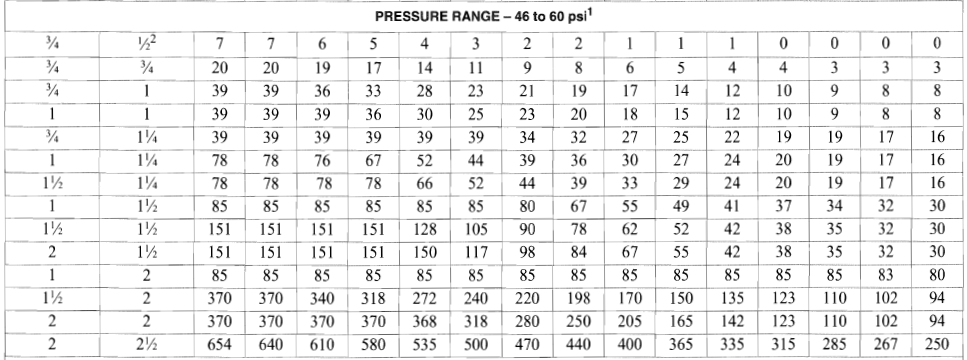 PRESSURE RANGE – 46 to 60 psi¹
¾ ½² 7 7 6 5 4 3 2 2 1 1 1 0 0 0 0
¾ ¾ 20 20 19 17 14 11 9 8 6 5 4 4 3 3 3
¾ 1 39 39 36 33 28 23 21 19 17 14 12 10 9 8 8
1 1 39 39 39 36 30 25 23 20 18 15 12 10 9 8 8
¾ 1¼ 39 39 39 39 39 39 34 32 27 25 22 19 19 17 16
1 1¼ 78 78 76 67 52 44 39 36 30 27 24 20 19 17 16
1½ 1¼ 78 78 78 78 66 52 44 39 33 29 24 20 19 17 16
1 1½ 85 85 85 85 85 85 80 67 55 49 41 37 34 32 30
1½ 1½ 151 151 151 151 128 105 90 78 62 52 42 38 35 32 30
2 1½ 151 151 151 151 150 117 98 84 67 55 42 38 35 32 30
1 2 85 85 85 85 85 85 85 85 85 85 85 85 85 83 80
1½ 2 370 370 340 318 272 240 220 198 170 150 135 123 110 102 94
2 2 370 370 370 370 368 318 280 250 205 165 142 123 110 102 94
2 2½ 654 640 610 580 535 500 470 440 400 365 335 315 285 267 250